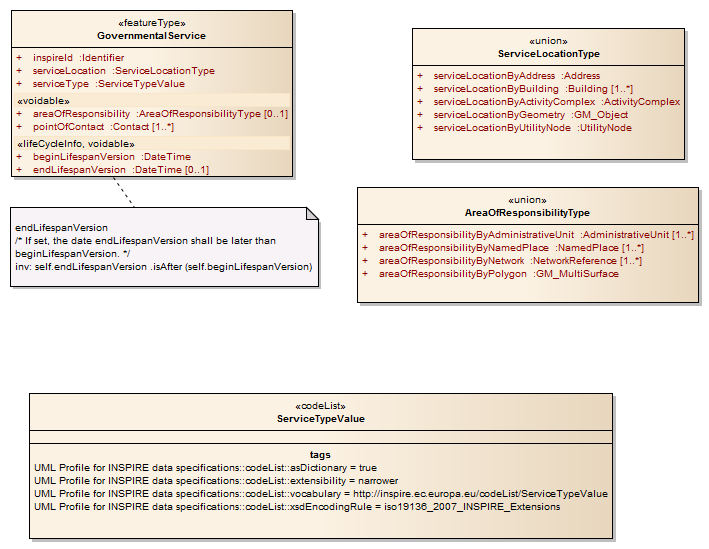 «featureType»
GovernmentalService
+ inspireId :Identifier
+ serviceLocation :ServiceLocationType
+ serviceType :ServiceTypeValue
«voidable»
+ areaOfResponsibility :AreaOfResponsibilityType [0..1]
+ pointOfContact :Contact [1..*]
«lifeCycleInfo, voidable»
+ beginLifespanVersion :DateTime
+ endLifespanVersion :DateTime [0..1]
endLifespanVersion
/* If set, the date endLifespanVersion shall be later than
beginLifespanVersion. */
inv: self.endLifespanVersion .isAfter (self.beginLifespanVersion)
«union»
ServiceLocationType
+ serviceLocationByAddress :Address
+ serviceLocationByBuilding :Building [1..*]
+ serviceLocationByActivityComplex :ActivityComplex
+ serviceLocationByGeometry :GM_Object
+ serviceLocationByUtilityNode :UtilityNode
«union»
AreaOfResponsibilityType
+ areaOfResponsibilityByAdministrativeUnit :AdministrativeUnit [1..*]
+ areaOfResponsibilityByNamedPlace :NamedPlace [1..*]
+ areaOfResponsibilityByNetwork :NetworkReference [1..*]
+ areaOfResponsibilityByPolygon :GM_MultiSurface
«codeList»
ServiceTypeValue
tags
UML Profile for INSPIRE data specifications::codeList::asDictionary = true
UML Profile for INSPIRE data specifications::codeList::extensibility = narrower
UML Profile for INSPIRE data specifications::codeList::vocabulary = http://inspire.ec.europa.eu/codeList/ServiceTypeValue
UML Profile for INSPIRE data specifications::codeList::xsdEncodingRule = iso19136_2007_INSPIRE_Extensions